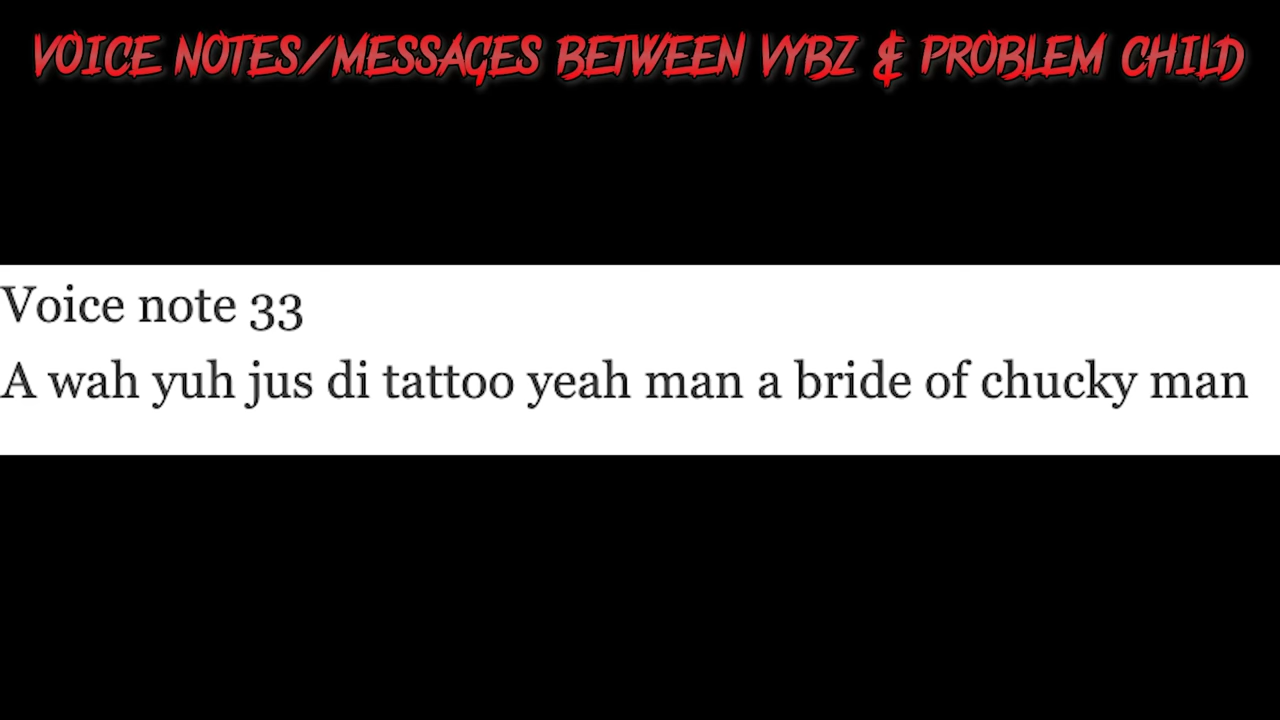 VOICE NOTES/MESSAGES BETWEEN VYBZ & PROBLEM CHILD
Voice note 33
A wah yuh jus di tattoo yeah man a bride of chucky man